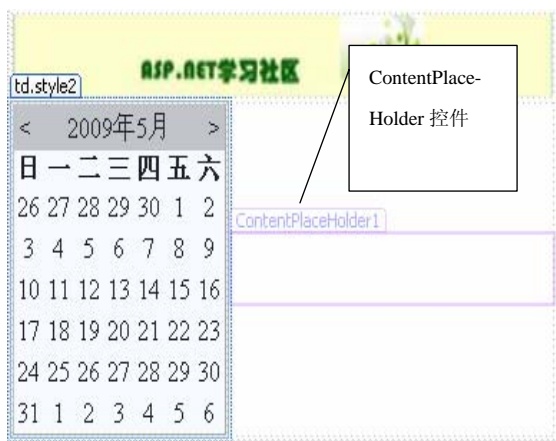 ASP.NET学习社区
td.style2
ContentPlace-
Holder 控件
< 2009年5月 >
日 一 二 三 四 五 六
26 27 28 29 30 1 2
3 4 5 6 7 8 9
10 11 12 13 14 15 16
17 18 19 20 21 22 23
24 25 26 27 28 29 30
31 1 2 3 4 5 6
ContentPlaceHolder1